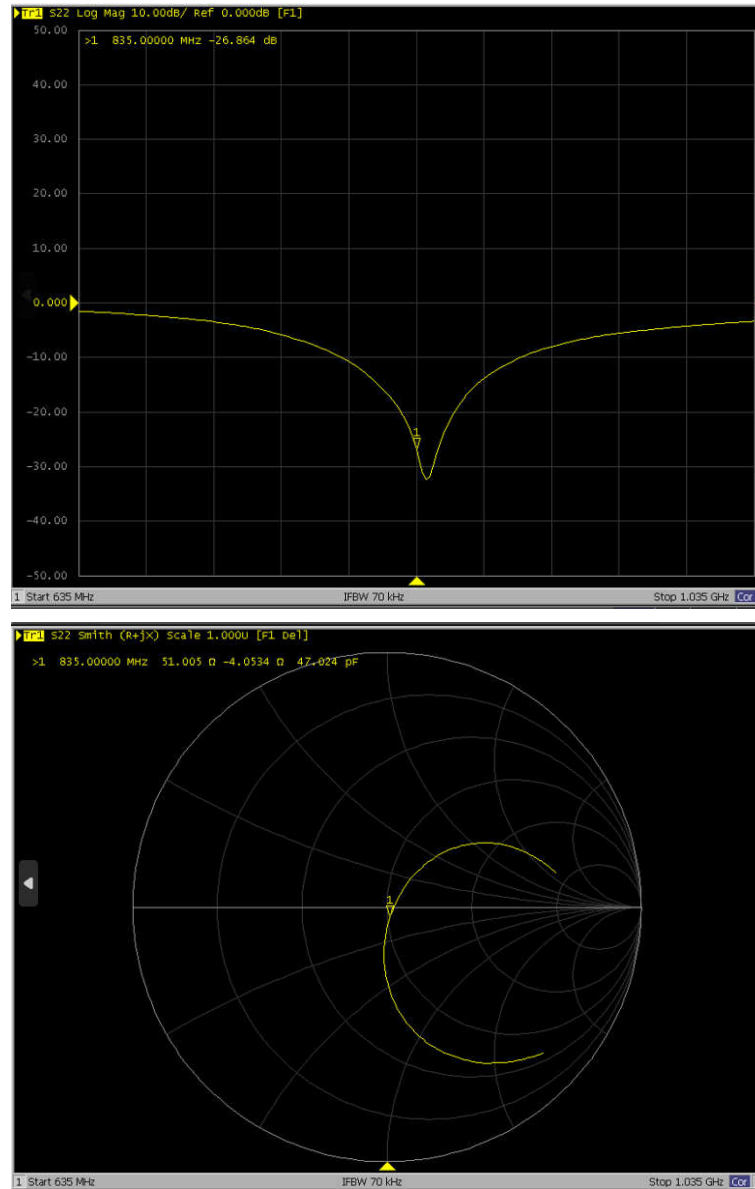 Tr1 S22 Log Mag 10.00dB/ Ref 0.000dB [F1]
50.00
>1 835.00000 MHz -26.864 dB
40.00
30.00
20.00
10.00
0.000
-10.00
-20.00
1
-30.00
-40.00
-50.00
1 Start 635 MHz IFBW 70 kHz Stop 1.035 GHz Cor
Tr1 S22 Smith (R+jX) Scale 1.000U [F1 Del]
>1 835.00000 MHz 51.005 Ω -4.0534 Ω 47.024 pF
1
1 Start 635 MHz IFBW 70 kHz Stop 1.035 GHz Cor